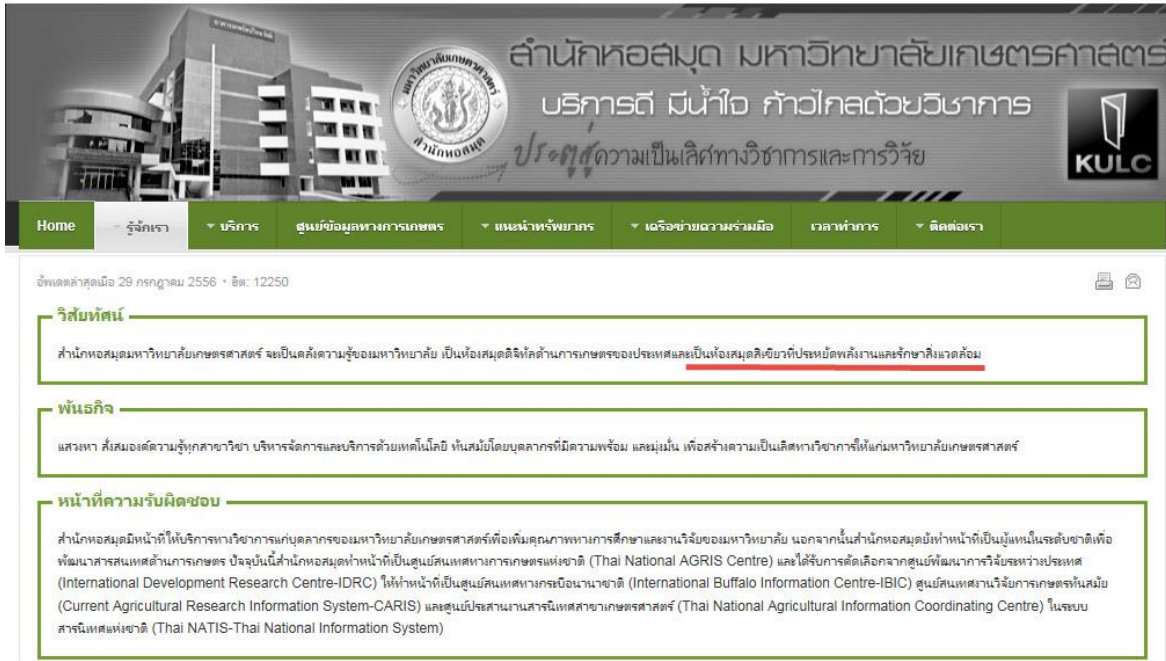 สำนักหอสมุด มหาวิทยาลัยเกษตรศาสตร์
บริการดี มีน้ำใจ ก้าวไกลด้วยวิชาการ
ประตูสู่ความเป็นเลิศทางวิชาการและการวิจัย
มหาวิทยาลัยเกษตรศาสตร์
สำนักหอสมุด
KULC
Home รู้จักเรา บริการ ศูนย์ข้อมูลทางการเกษตร แนะนำทรัพยากร เครือข่ายความร่วมมือ เวลาทำการ ติดต่อเรา
อัพเดตล่าสุดเมื่อ 29 กรกฎาคม 2556 • ฮิต: 12250
วิสัยทัศน์
สำนักหอสมุดมหาวิทยาลัยเกษตรศาสตร์ จะเป็นคลังความรู้ของมหาวิทยาลัย เป็นห้องสมุดดิจิทัลด้านการเกษตรของประเทศและเป็นห้องสมุดสีเขียวที่ประหยัดพลังงานและรักษาสิ่งแวดล้อม
พันธกิจ
แสวงหา สั่งสมองค์ความรู้ทุกสาขาวิชา บริหารจัดการและบริการด้วยเทคโนโลยี ทันสมัยโดยบุคลากรที่มีความพร้อม และมุ่งมั่น เพื่อสร้างความเป็นเลิศทางวิชาการให้แก่มหาวิทยาลัยเกษตรศาสตร์
หน้าที่ความรับผิดชอบ
สำนักหอสมุดมีหน้าที่ให้บริการทางวิชาการแก่บุคลากรของมหาวิทยาลัยเกษตรศาสตร์เพื่อเพิ่มคุณภาพทางการศึกษาและงานวิจัยของมหาวิทยาลัย นอกจากนั้นสำนักหอสมุดยังทำหน้าที่เป็นผู้แทนในระดับชาติเพื่อ
พัฒนาสารสนเทศด้านการเกษตร ปัจจุบันนี้สำนักหอสมุดทำหน้าที่เป็นศูนย์สนเทศทางการเกษตรแห่งชาติ (Thai National AGRIS Centre) และได้รับการคัดเลือกจากศูนย์พัฒนาการวิจัยระหว่างประเทศ
(International Development Research Centre-IDRC) ให้ทำหน้าที่เป็นศูนย์สนเทศทางกระบือนานาชาติ (International Buffalo Information Centre-IBIC) ศูนย์สนเทศงานวิจัยการเกษตรทันสมัย
(Current Agricultural Research Information System-CARIS) และศูนย์ประสานงานสารนิเทศสาขาเกษตรศาสตร์ (Thai National Agricultural Information Coordinating Centre) ในระบบ
สารนิเทศแห่งชาติ (Thai NATIS-Thai National Information System)